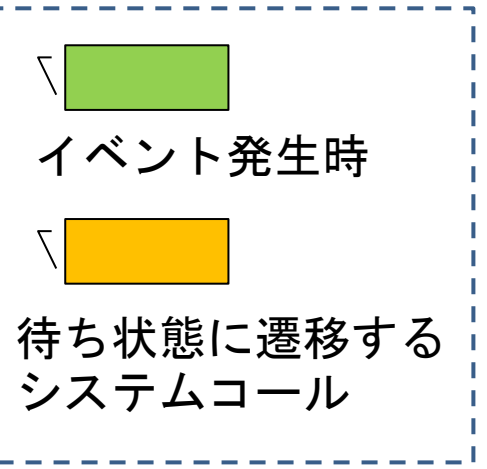 イベント発生時
待ち状態に遷移する
システムコール